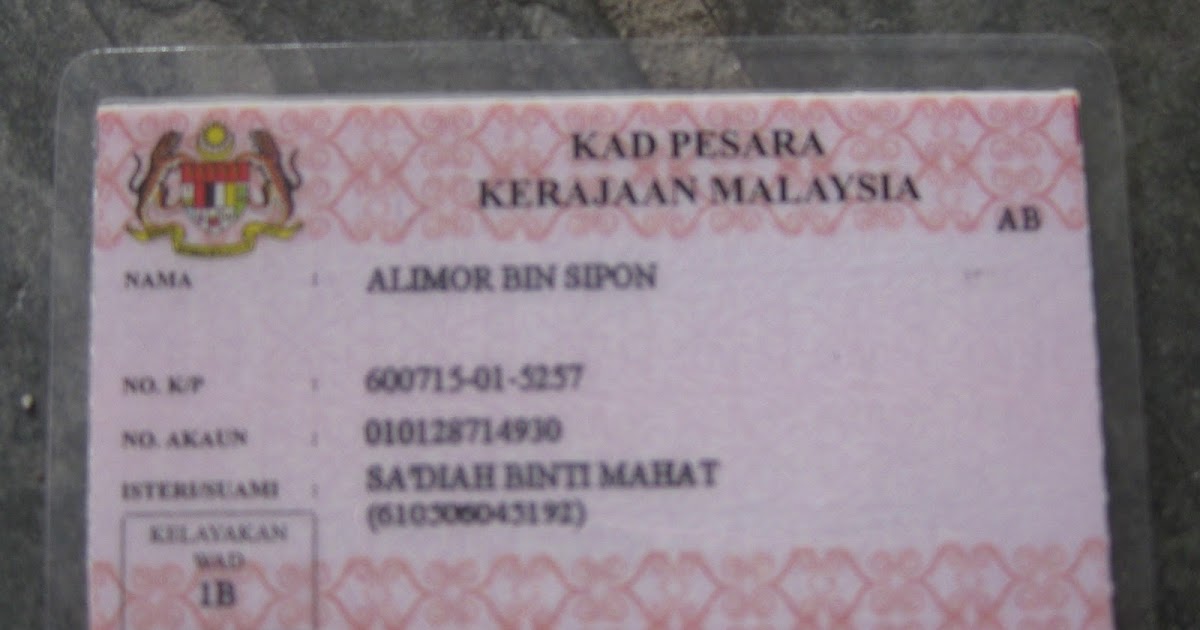 KAD PESARA
KERAJAAN MALAYSIA
AB
NAMA : ALIMOR BIN SIPON
NO. K/P : 600715-01-5257
NO. AKAUN : 010128714930
ISTERI/SUAMI : SA'DIAH BINTI MAHAT
KELAYAKAN
WAD
1B